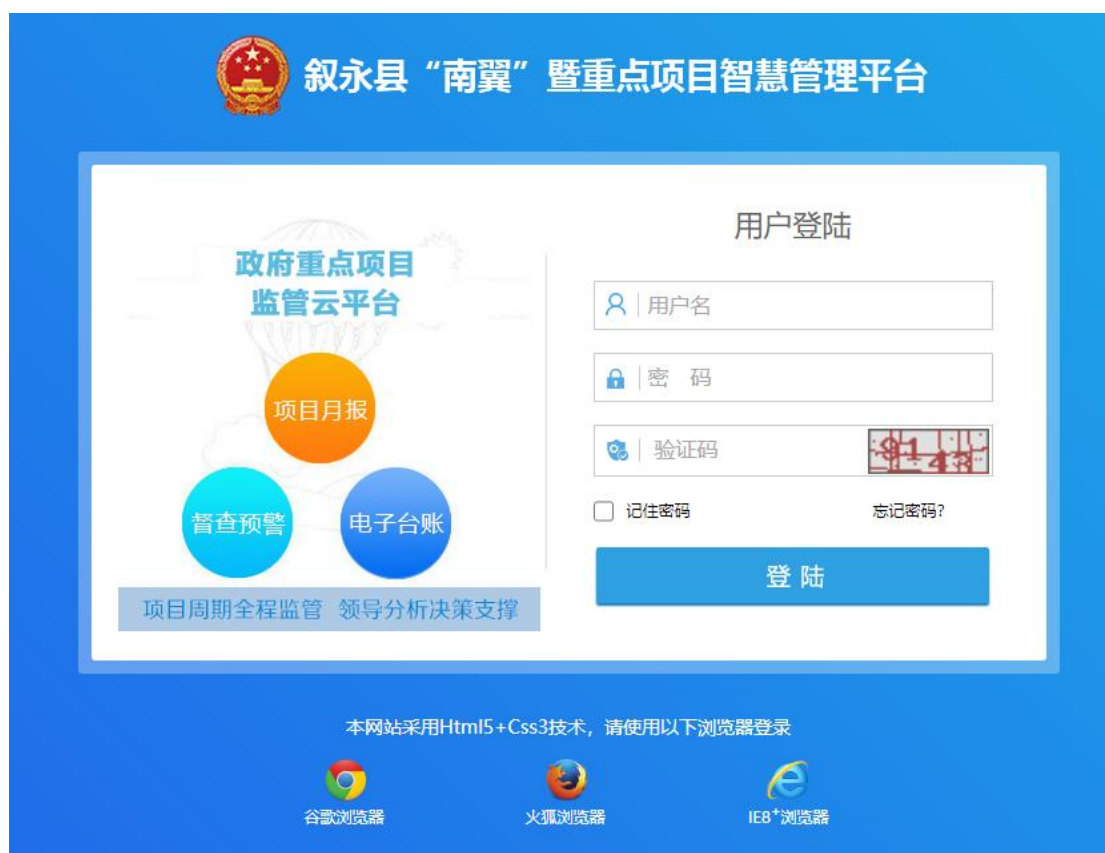 叙永县“南翼”暨重点项目智慧管理平台
政府重点项目
监管云平台
项目月报
督查预警
电子台账
项目周期全程监管 领导分析决策支撑
用户登陆
用户名
密 码
验证码
9143
记住密码 忘记密码?
登 陆
本网站采用Html5+Css3技术，请使用以下浏览器登录
谷歌浏览器 火狐浏览器 IE8+浏览器